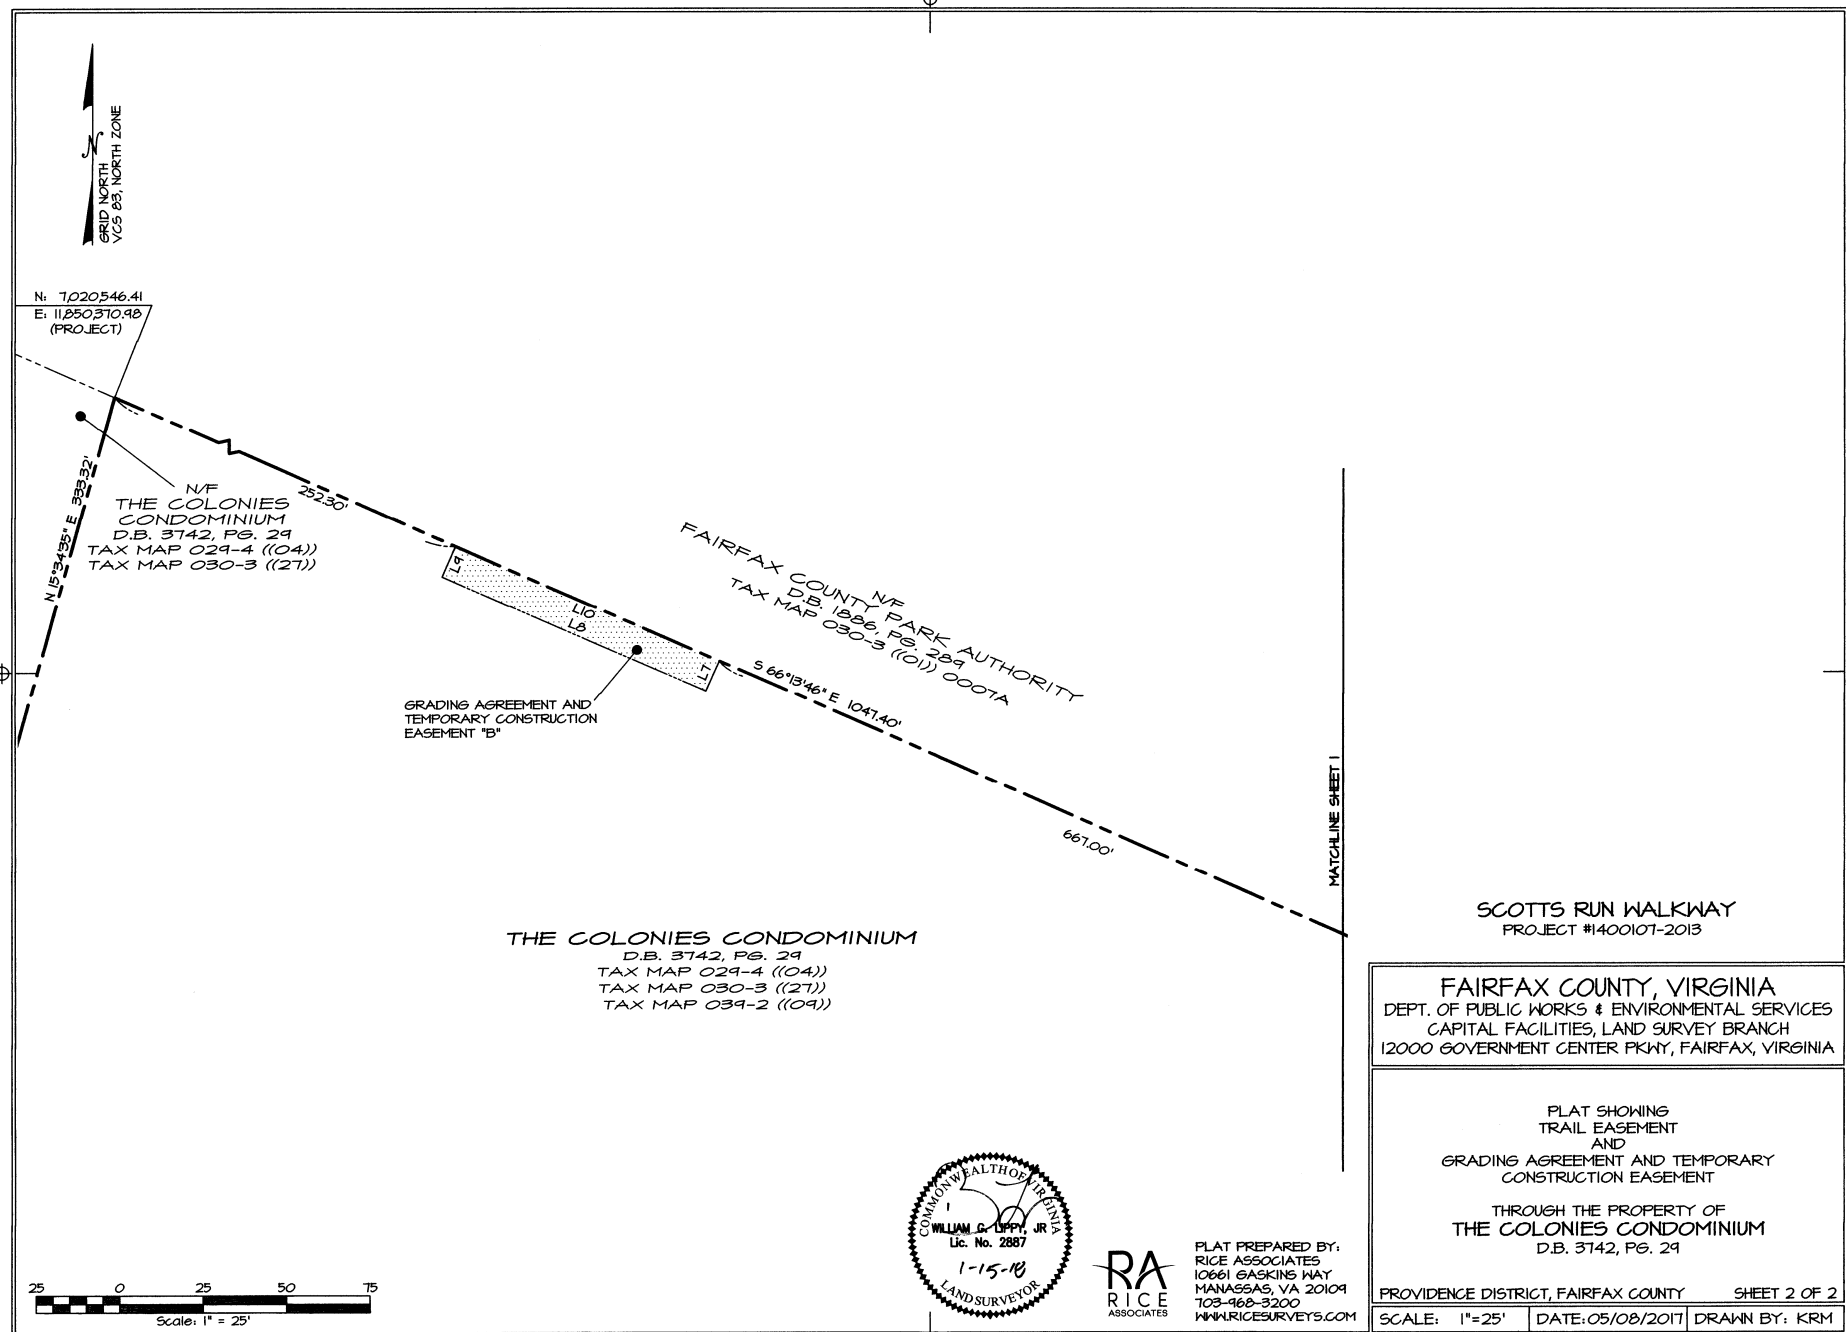 N
GRID NORTH
VCS 83, NORTH ZONE
N: 7,020,546.41
E: 11,850,370.98
(PROJECT)
N 15°34'35" E 333.32'
N/F
THE COLONIES
CONDOMINIUM
D.B. 3742, PG. 29
TAX MAP 029-4 ((04))
TAX MAP 030-3 ((27))
252.30'
L9
L10
L8
L7
GRADING AGREEMENT AND
TEMPORARY CONSTRUCTION
EASEMENT "B"
N/F
FAIRFAX COUNTY PARK AUTHORITY
D.B. 1886, PG. 289
TAX MAP 030-3 ((01)) 0007A
S 66°13'46" E 1047.40'
667.00'
MATCHLINE SHEET 1
THE COLONIES CONDOMINIUM
D.B. 3742, PG. 29
TAX MAP 029-4 ((04))
TAX MAP 030-3 ((27))
TAX MAP 039-2 ((09))
SCOTTS RUN WALKWAY
PROJECT #1400107-2013
FAIRFAX COUNTY, VIRGINIA
DEPT. OF PUBLIC WORKS & ENVIRONMENTAL SERVICES
CAPITAL FACILITIES, LAND SURVEY BRANCH
12000 GOVERNMENT CENTER PKWY, FAIRFAX, VIRGINIA
PLAT SHOWING
TRAIL EASEMENT
AND
GRADING AGREEMENT AND TEMPORARY
CONSTRUCTION EASEMENT
THROUGH THE PROPERTY OF
THE COLONIES CONDOMINIUM
D.B. 3742, PG. 29
PROVIDENCE DISTRICT, FAIRFAX COUNTY SHEET 2 OF 2
SCALE: 1"=25' DATE:05/08/2017 DRAWN BY: KRM
COMMONWEALTH OF VIRGINIA
WILLIAM G. LIPPY, JR
Lic. No. 2887
1-15-18
LAND SURVEYOR
RA
RICE
ASSOCIATES
PLAT PREPARED BY:
RICE ASSOCIATES
10661 GASKINS WAY
MANASSAS, VA 20109
703-968-3200
WWW.RICESURVEYS.COM
25 0 25 50 75
Scale: 1" = 25'